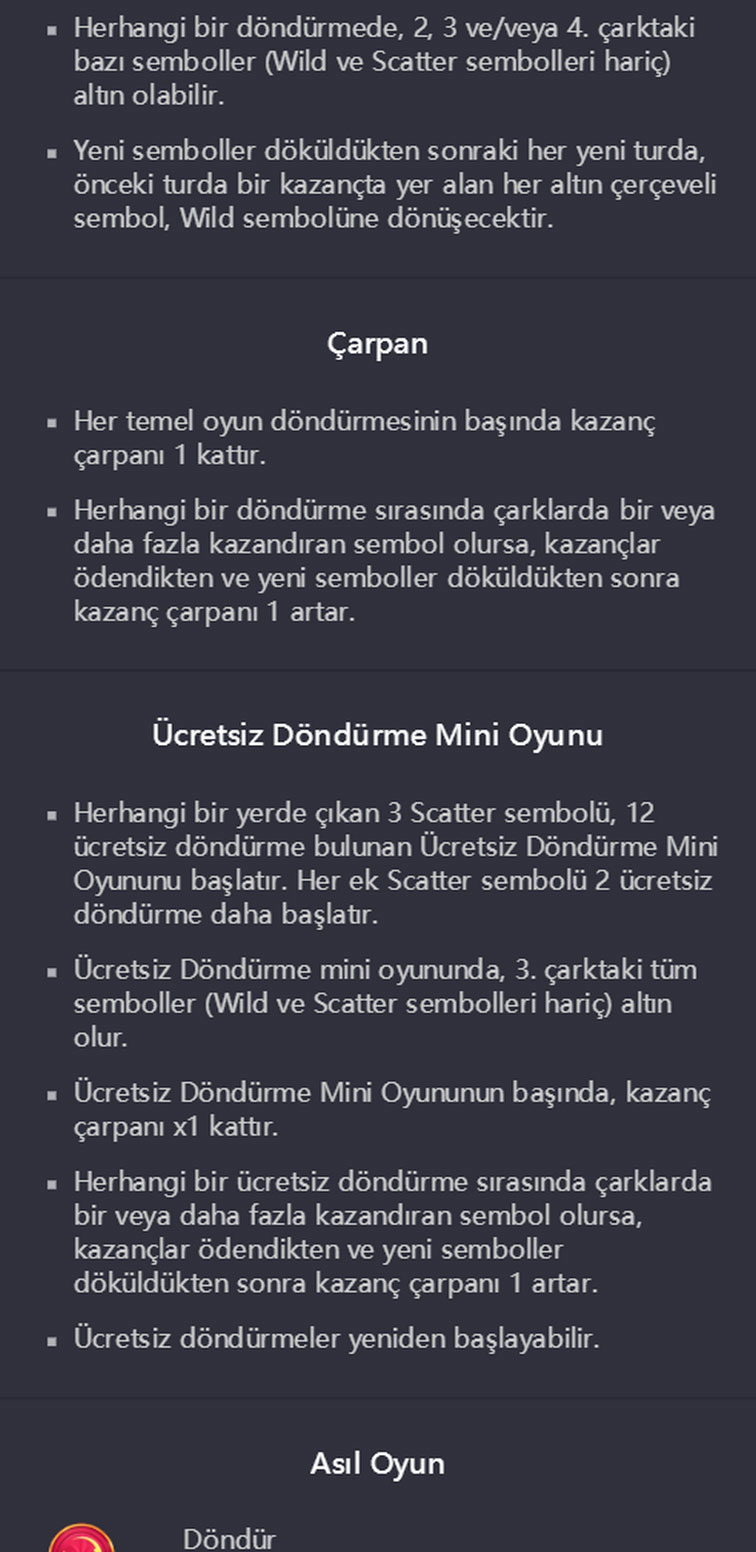 ▪ Herhangi bir döndürmede, 2, 3 ve/veya 4. çarktaki
bazı semboller (Wild ve Scatter sembolleri hariç)
altın olabilir.
▪ Yeni semboller döküldükten sonraki her yeni turda,
önceki turda bir kazançta yer alan her altın çerçeveli
sembol, Wild sembolüne dönüşecektir.
Çarpan
▪ Her temel oyun döndürmesinin başında kazanç
çarpanı 1 kattır.
▪ Herhangi bir döndürme sırasında çarklarda bir veya
daha fazla kazandıran sembol olursa, kazançlar
ödendikten ve yeni semboller döküldükten sonra
kazanç çarpanı 1 artar.
Ücretsiz Döndürme Mini Oyunu
▪ Herhangi bir yerde çıkan 3 Scatter sembolü, 12
ücretsiz döndürme bulunan Ücretsiz Döndürme Mini
Oyununu başlatır. Her ek Scatter sembolü 2 ücretsiz
döndürme daha başlatır.
▪ Ücretsiz Döndürme mini oyununda, 3. çarktaki tüm
semboller (Wild ve Scatter sembolleri hariç) altın
olur.
▪ Ücretsiz Döndürme Mini Oyununun başında, kazanç
çarpanı x1 kattır.
▪ Herhangi bir ücretsiz döndürme sırasında çarklarda
bir veya daha fazla kazandıran sembol olursa,
kazançlar ödendikten ve yeni semboller
döküldükten sonra kazanç çarpanı 1 artar.
▪ Ücretsiz döndürmeler yeniden başlayabilir.
Asıl Oyun
Döndür